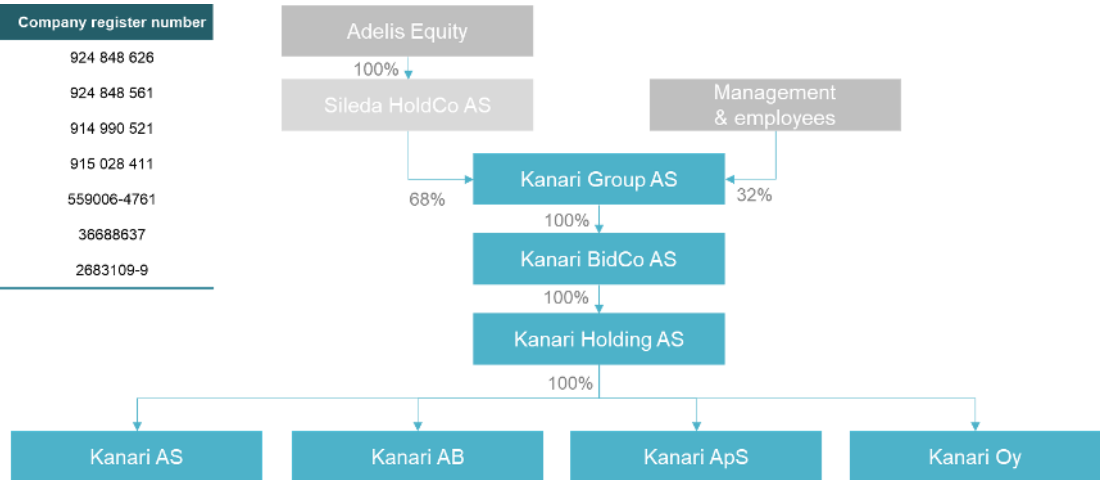 Company register number
924 848 626
924 848 561
914 990 521
915 028 411
559006-4761
36688637
2683109-9
Adelis Equity
100%
Sileda HoldCo AS
Management
& employees
Kanari Group AS
68%
32%
100%
Kanari BidCo AS
100%
Kanari Holding AS
100%
Kanari AS
Kanari AB
Kanari ApS
Kanari Oy